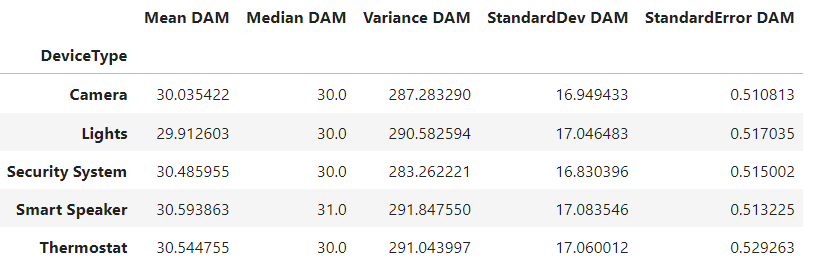 Mean DAM Median DAM Variance DAM StandardDev DAM StandardError DAM
DeviceType
Camera 30.035422 30.0 287.283290 16.949433 0.510813
Lights 29.912603 30.0 290.582594 17.046483 0.517035
Security System 30.485955 30.0 283.262221 16.830396 0.515002
Smart Speaker 30.593863 31.0 291.847550 17.083546 0.513225
Thermostat 30.544755 30.0 291.043997 17.060012 0.529263